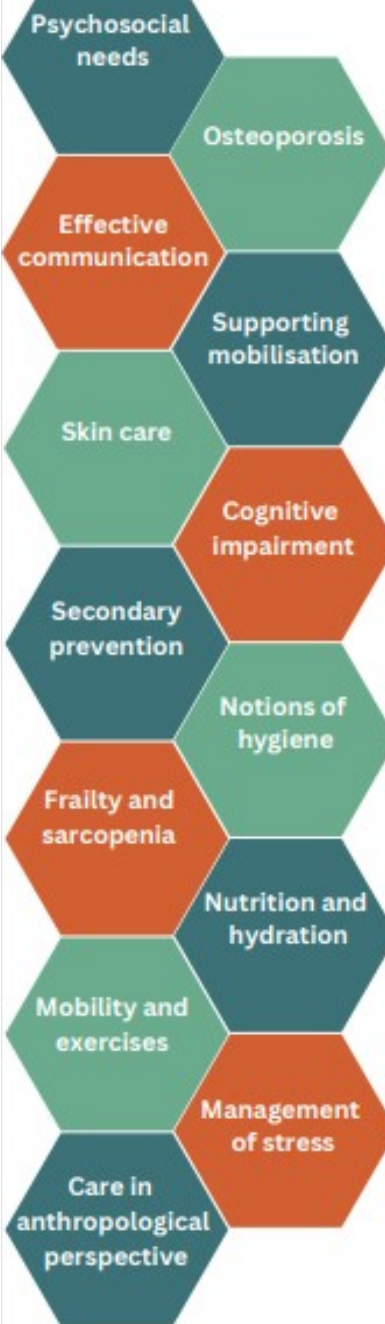 Psychosocial
needs
Osteoporosis
Effective
communication
Supporting
mobilisation
Skin care
Cognitive
impairment
Secondary
prevention
Notions of
hygiene
Frailty and
sarcopenia
Nutrition and
hydration
Mobility and
exercises
Management
of stress
Care in
anthropological
perspective